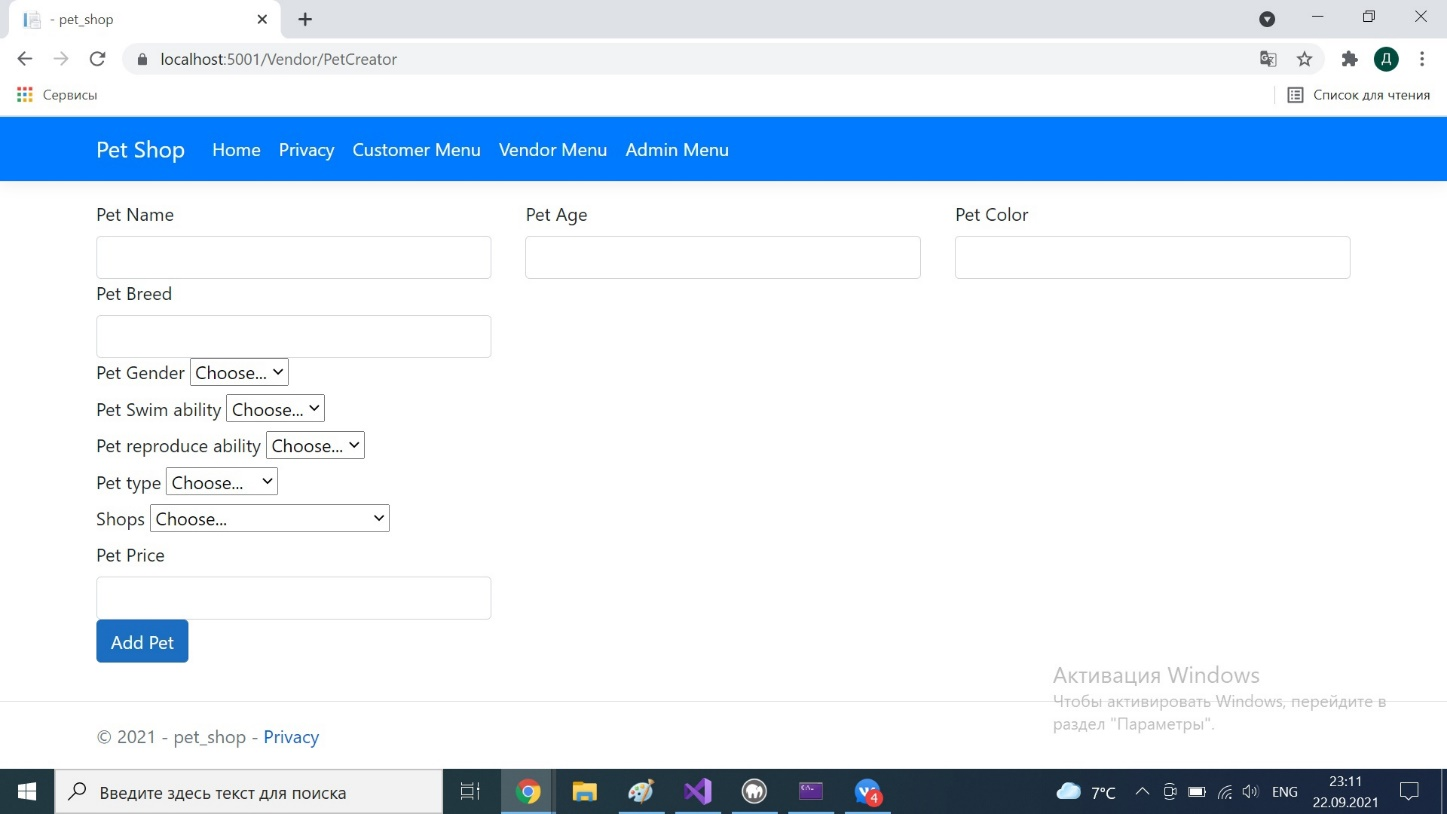 - pet_shop
localhost:5001/Vendor/PetCreator
Сервисы
Список для чтения
Pet Shop Home Privacy Customer Menu Vendor Menu Admin Menu
Pet Name Pet Age Pet Color
Pet Breed
Pet Gender Choose...
Pet Swim ability Choose...
Pet reproduce ability Choose...
Pet type Choose...
Shops Choose...
Pet Price
Add Pet
Активация Windows
Чтобы активировать Windows, перейдите в
раздел "Параметры".
© 2021 - pet_shop - Privacy
Введите здесь текст для поиска
4
7°C
ENG
23:11
22.09.2021
Д